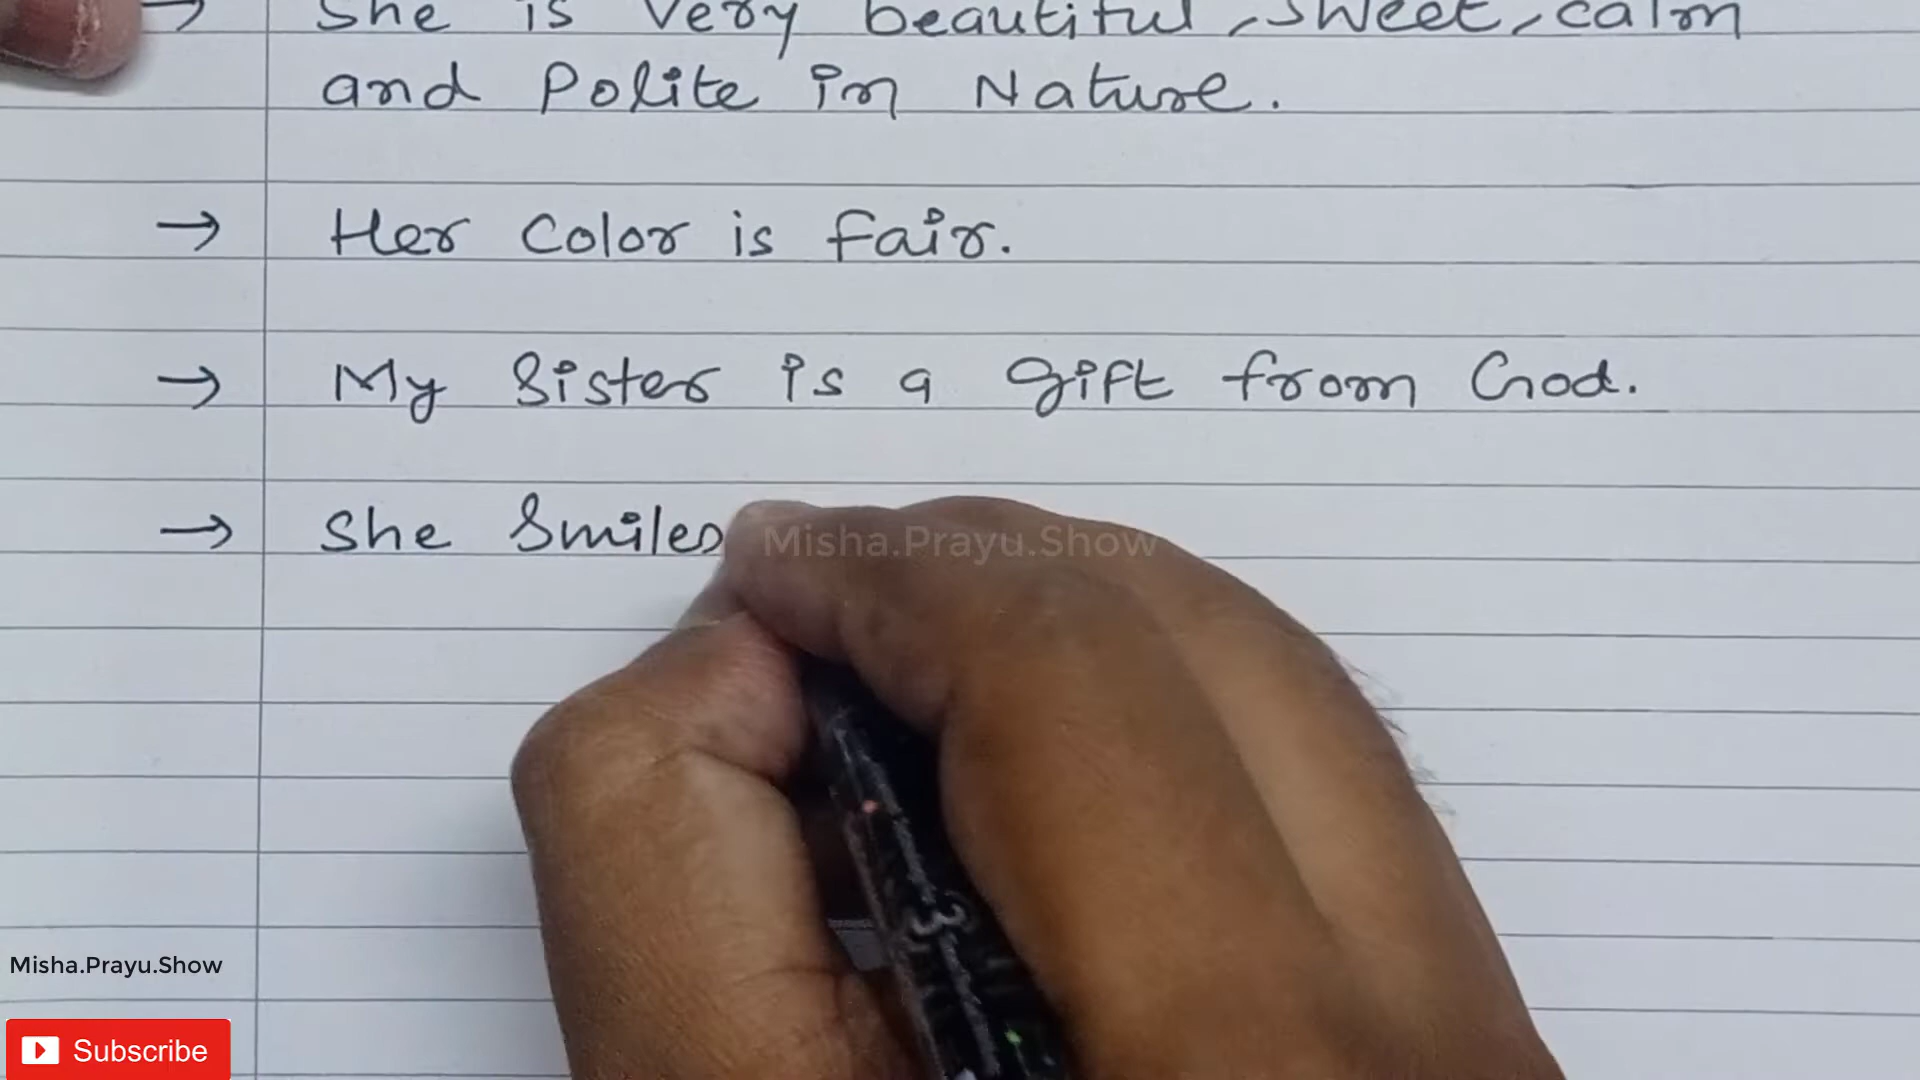 → She is Very beautiful, Sweet, calm
and Polite in Nature.
→ Her Color is Fair.
→ My Sister is a gift from God.
→ She Smiles
Misha.Prayu.Show
Misha.Prayu.Show
Subscribe